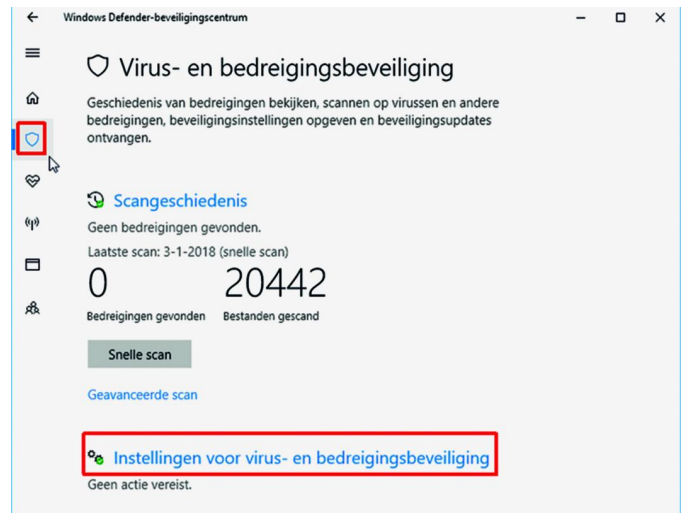 Windows Defender-beveiligingscentrum
Virus- en bedreigingsbeveiliging
Geschiedenis van bedreigingen bekijken, scannen op virussen en andere
bedreigingen, beveiligingsinstellingen opgeven en beveiligingsupdates
ontvangen.
Scangeschiedenis
Geen bedreigingen gevonden.
Laatste scan: 3-1-2018 (snelle scan)
0 20442
Bedreigingen gevonden Bestanden gescand
Snelle scan
Geavanceerde scan
Instellingen voor virus- en bedreigingsbeveiliging
Geen actie vereist.